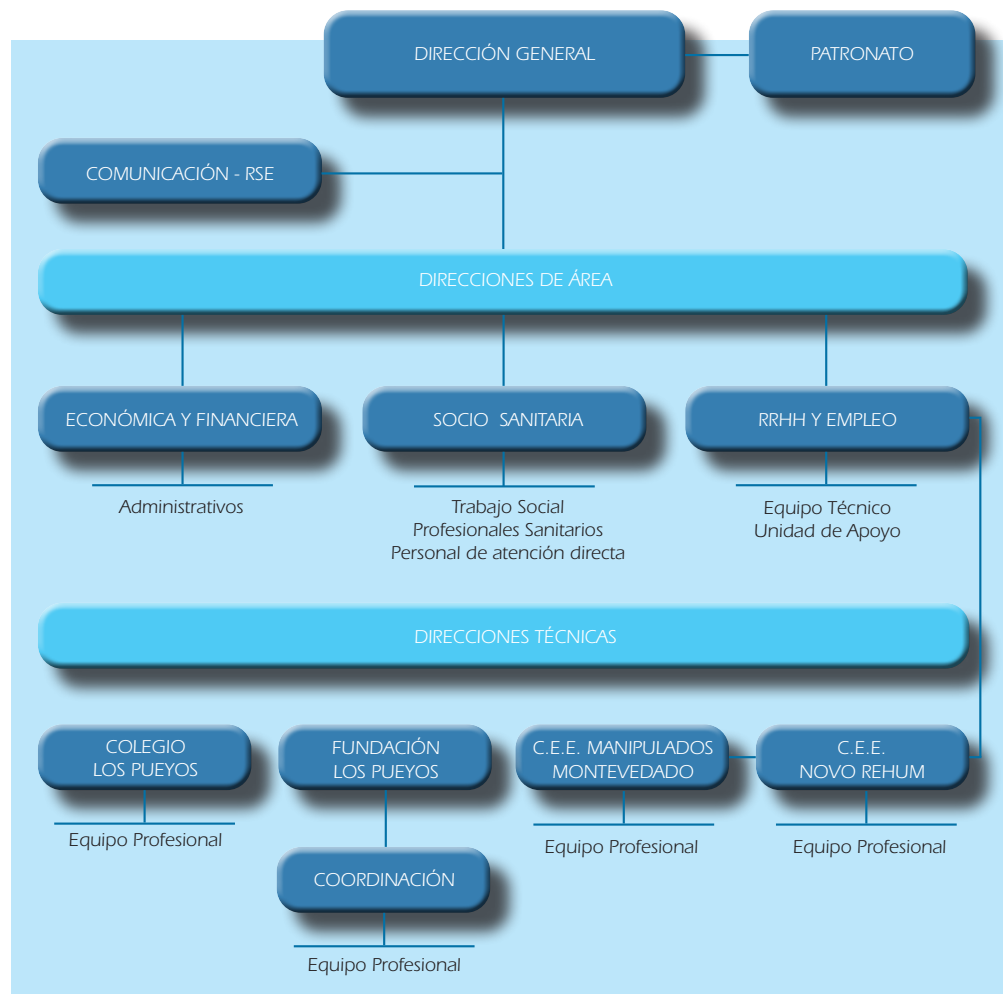 DIRECCIÓN GENERAL
PATRONATO
COMUNICACIÓN - RSE
DIRECCIONES DE ÁREA
ECONÓMICA Y FINANCIERA
Administrativos
SOCIO SANITARIA
Trabajo Social
Profesionales Sanitarios
Personal de atención directa
RRHH Y EMPLEO
Equipo Técnico
Unidad de Apoyo
DIRECCIONES TÉCNICAS
COLEGIO
LOS PUEYOS
Equipo Profesional
FUNDACIÓN
LOS PUEYOS
COORDINACIÓN
Equipo Profesional
C.E.E. MANIPULADOS
MONTEVEDADO
Equipo Profesional
C.E.E.
NOVO REHUM
Equipo Profesional